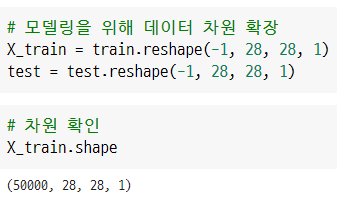 # 모델링을 위해 데이터 차원 확장
X_train = train.reshape(-1, 28, 28, 1)
test = test.reshape(-1, 28, 28, 1)
# 차원 확인
X_train.shape
(50000, 28, 28, 1)